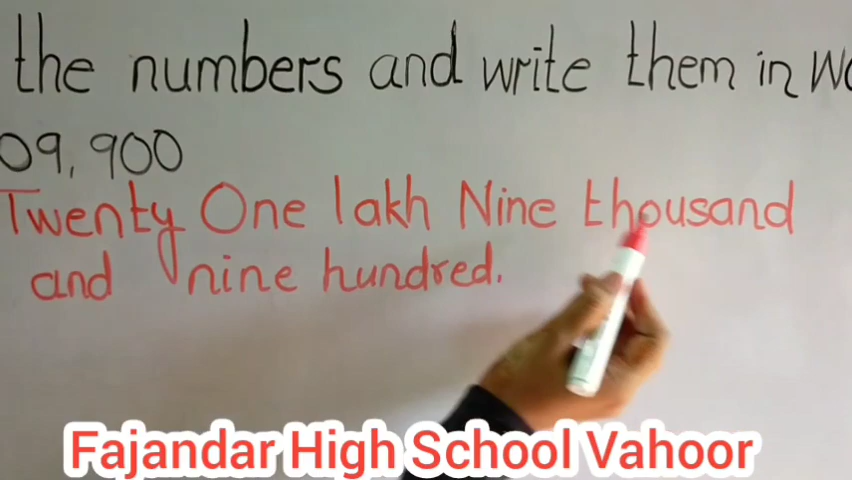 the numbers and write them in
09,900
Twenty One lakh Nine thousand
and nine hundred.
Fajandar High School Vahoor